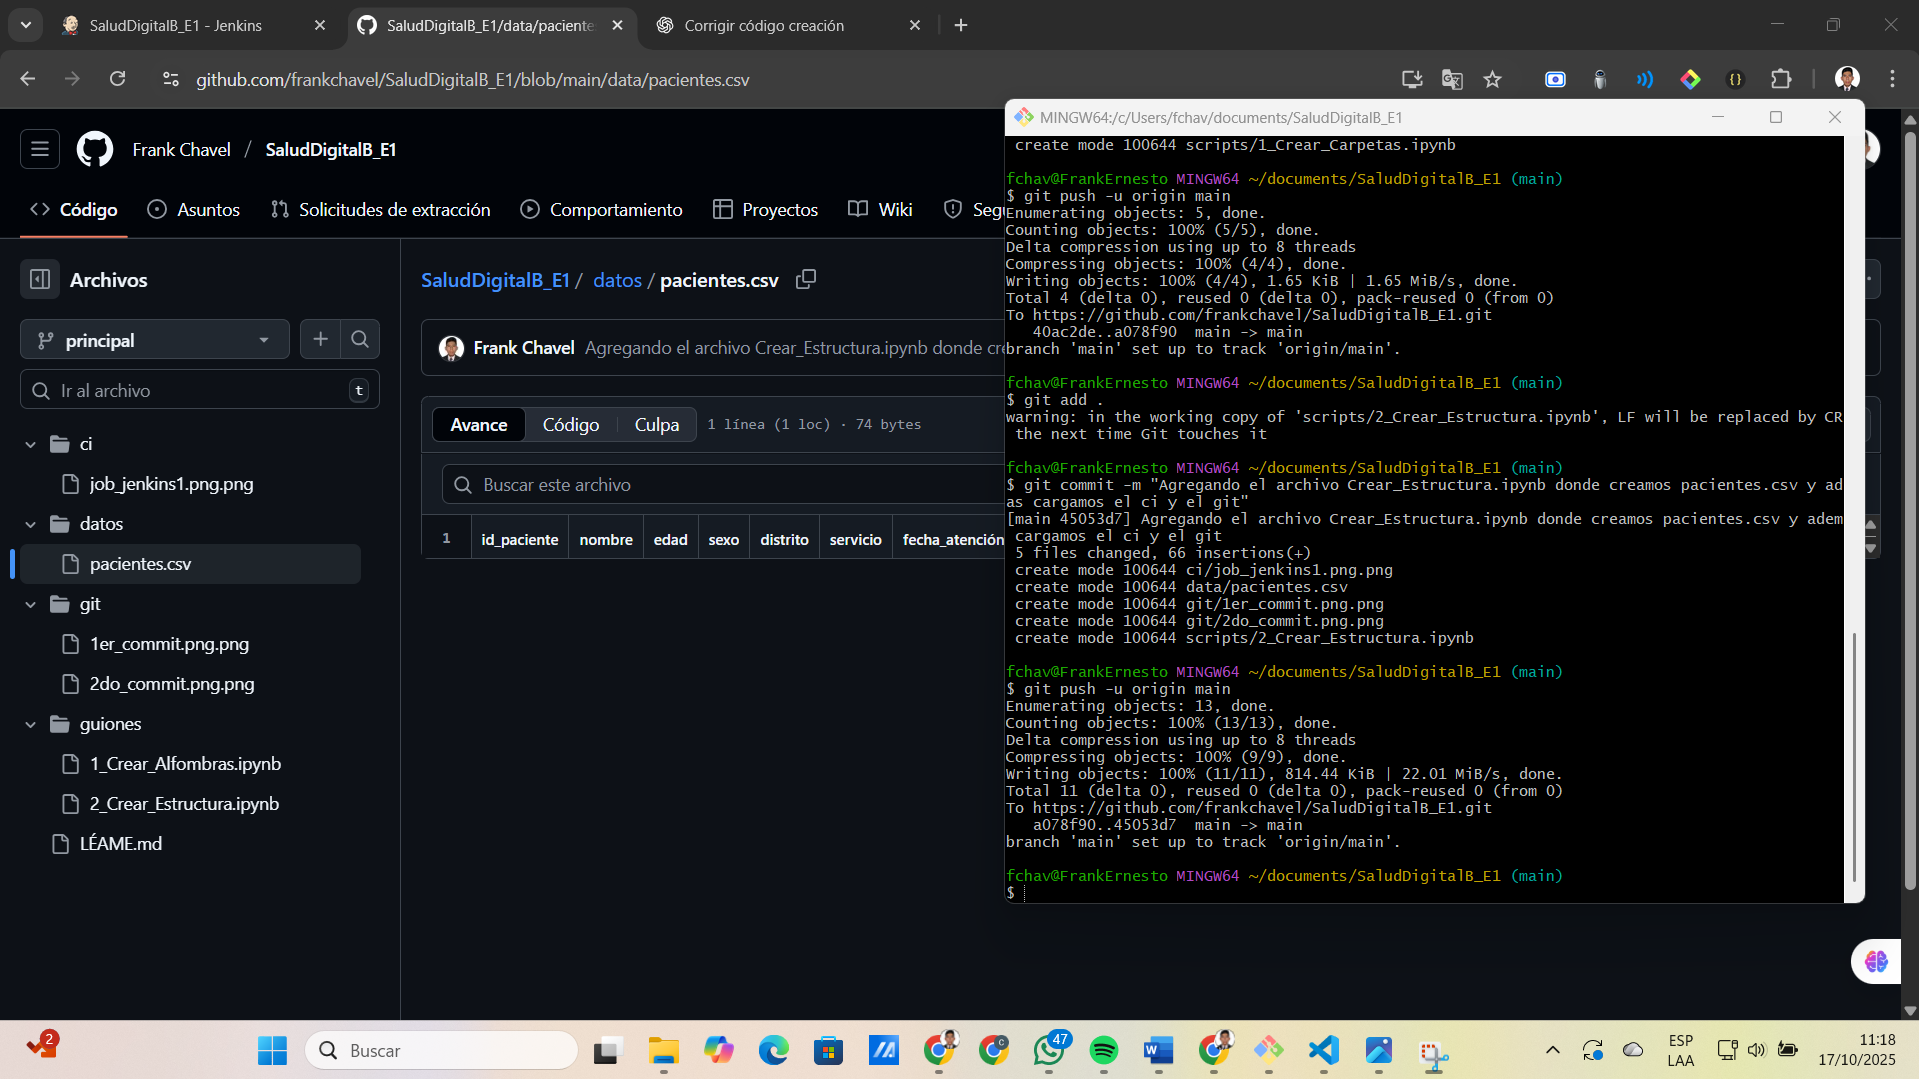 SaludDigitalB_E1 - Jenkins
SaludDigitalB_E1/data/paciente
Corrigir código creación
github.com/frankchavel/SaludDigitalB_E1/blob/main/data/pacientes.csv
Frank Chavel / SaludDigitalB_E1
Código
Asuntos
Solicitudes de extracción
Comportamiento
Proyectos
Wiki
Segu
Archivos
principal
Ir al archivo
t
ci
job_jenkins1.png.png
datos
pacientes.csv
git
1er_commit.png.png
2do_commit.png.png
guiones
1_Crear_Alfombras.ipynb
2_Crear_Estructura.ipynb
LÉAME.md
SaludDigitalB_E1 / datos / pacientes.csv
Frank Chavel Agregando el archivo Crear_Estructura.ipynb donde cre
Avance Código Culpa 1 línea (1 loc) · 74 bytes
Buscar este archivo
1 id_paciente nombre edad sexo distrito servicio fecha_atención
MINGW64:/c/Users/fchav/documents/SaludDigitalB_E1
create mode 100644 scripts/1_Crear_Carpetas.ipynb
fchav@FrankErnesto MINGW64 ~/documents/SaludDigitalB_E1 (main)
$ git push -u origin main
Enumerating objects: 5, done.
Counting objects: 100% (5/5), done.
Delta compression using up to 8 threads
Compressing objects: 100% (4/4), done.
Writing objects: 100% (4/4), 1.65 KiB | 1.65 MiB/s, done.
Total 4 (delta 0), reused 0 (delta 0), pack-reused 0 (from 0)
To https://github.com/frankchavel/SaludDigitalB_E1.git
40ac2de..a078f90 main -> main
branch 'main' set up to track 'origin/main'.
fchav@FrankErnesto MINGW64 ~/documents/SaludDigitalB_E1 (main)
$ git add .
warning: in the working copy of 'scripts/2_Crear_Estructura.ipynb', LF will be replaced by CR
the next time Git touches it
fchav@FrankErnesto MINGW64 ~/documents/SaludDigitalB_E1 (main)
$ git commit -m "Agregando el archivo Crear_Estructura.ipynb donde creamos pacientes.csv y ad
as cargamos el ci y el git"
[main 45053d7] Agregando el archivo Crear_Estructura.ipynb donde creamos pacientes.csv y adem
cargamos el ci y el git
5 files changed, 66 insertions(+)
create mode 100644 ci/job_jenkins1.png.png
create mode 100644 data/pacientes.csv
create mode 100644 git/1er_commit.png.png
create mode 100644 git/2do_commit.png.png
create mode 100644 scripts/2_Crear_Estructura.ipynb
fchav@FrankErnesto MINGW64 ~/documents/SaludDigitalB_E1 (main)
$ git push -u origin main
Enumerating objects: 13, done.
Counting objects: 100% (13/13), done.
Delta compression using up to 8 threads
Compressing objects: 100% (9/9), done.
Writing objects: 100% (11/11), 814.44 KiB | 22.01 MiB/s, done.
Total 11 (delta 0), reused 0 (delta 0), pack-reused 0 (from 0)
To https://github.com/frankchavel/SaludDigitalB_E1.git
a078f90..45053d7 main -> main
branch 'main' set up to track 'origin/main'.
fchav@FrankErnesto MINGW64 ~/documents/SaludDigitalB_E1 (main)
$
2
Buscar
47
ESP
LAA
11:18
17/10/2025